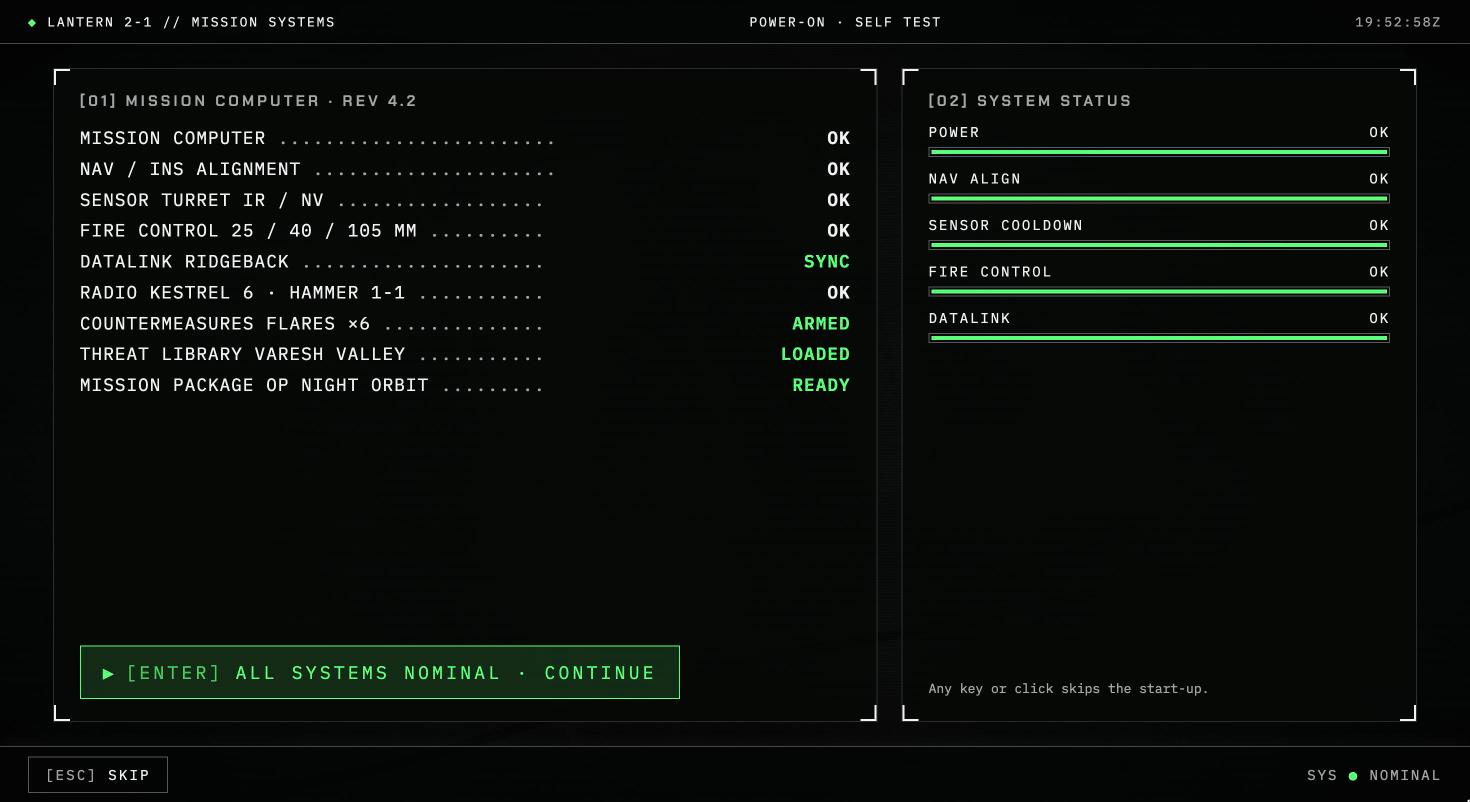 ◆ LANTERN 2-1 // MISSION SYSTEMS
POWER-ON · SELF TEST
19:52:58Z
[01] MISSION COMPUTER · REV 4.2
MISSION COMPUTER ........................ OK
NAV / INS ALIGNMENT ..................... OK
SENSOR TURRET IR / NV .................. OK
FIRE CONTROL 25 / 40 / 105 MM .......... OK
DATALINK RIDGEBACK ..................... SYNC
RADIO KESTREL 6 · HAMMER 1-1 ........... OK
COUNTERMEASURES FLARES ×6 .............. ARMED
THREAT LIBRARY VARESH VALLEY ........... LOADED
MISSION PACKAGE OP NIGHT ORBIT ......... READY
▶ [ENTER] ALL SYSTEMS NOMINAL · CONTINUE
[02] SYSTEM STATUS
POWER OK
NAV ALIGN OK
SENSOR COOLDOWN OK
FIRE CONTROL OK
DATALINK OK
Any key or click skips the start-up.
[ESC] SKIP
SYS ● NOMINAL